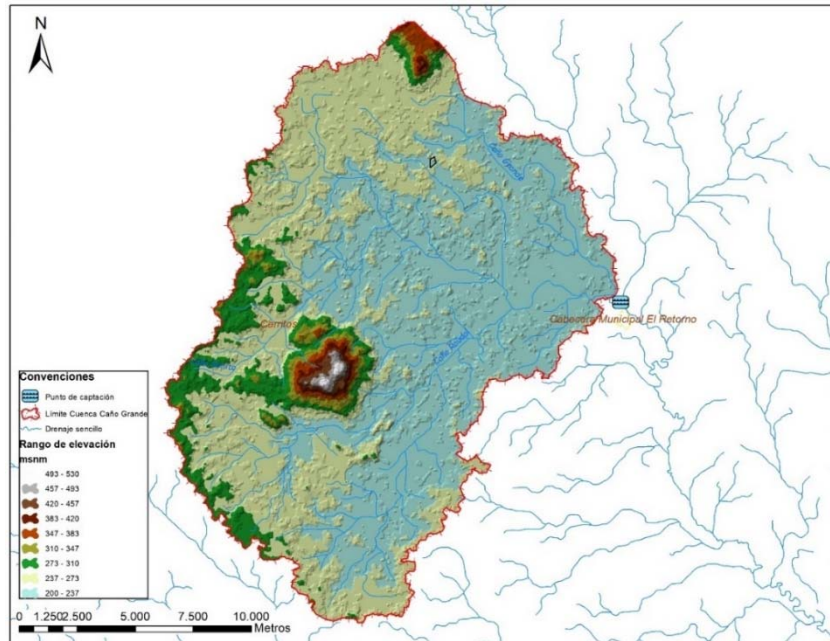 N
Caño Grande
Cabecera Municipal El Retorno
Cerritos
Convenciones
Punto de captación
Límite Cuenca Caño Grande
Drenaje sencillo
Rango de elevación
msnm
493 - 530
457 - 493
420 - 457
383 - 420
347 - 383
310 - 347
273 - 310
237 - 273
200 - 237
0 1.250 2.500 5.000 7.500 10.000
Metros